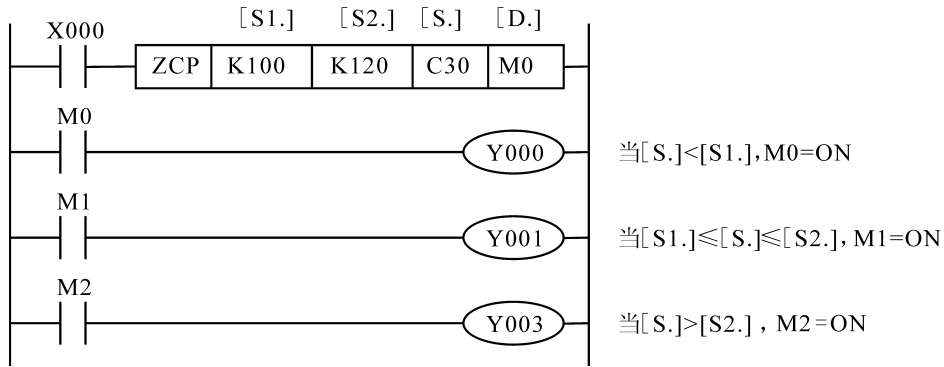 [S1.] [S2.] [S.] [D.]
X000
ZCP K100 K120 C30 M0
M0
Y000 当[S.]<[S1.],M0=ON
M1
Y001 当[S1.]≤[S.]≤[S2.], M1=ON
M2
Y003 当[S.]>[S2.] , M2=ON